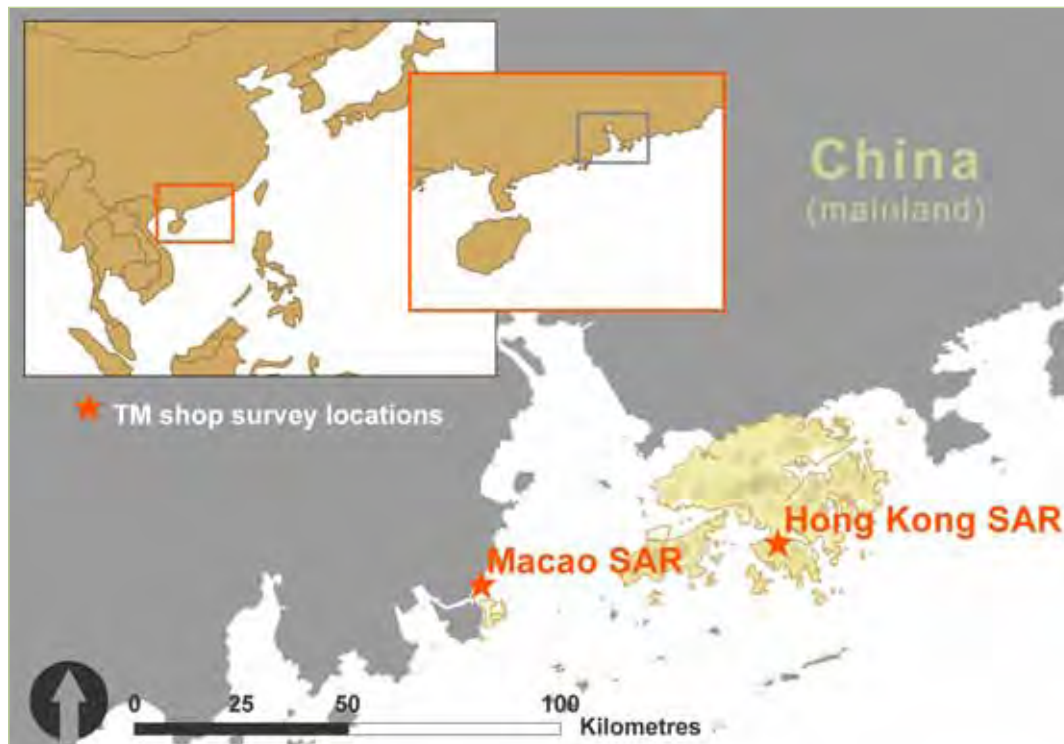 China
(mainland)
TM shop survey locations
Hong Kong SAR
Macao SAR
0 25 50 100
Kilometres